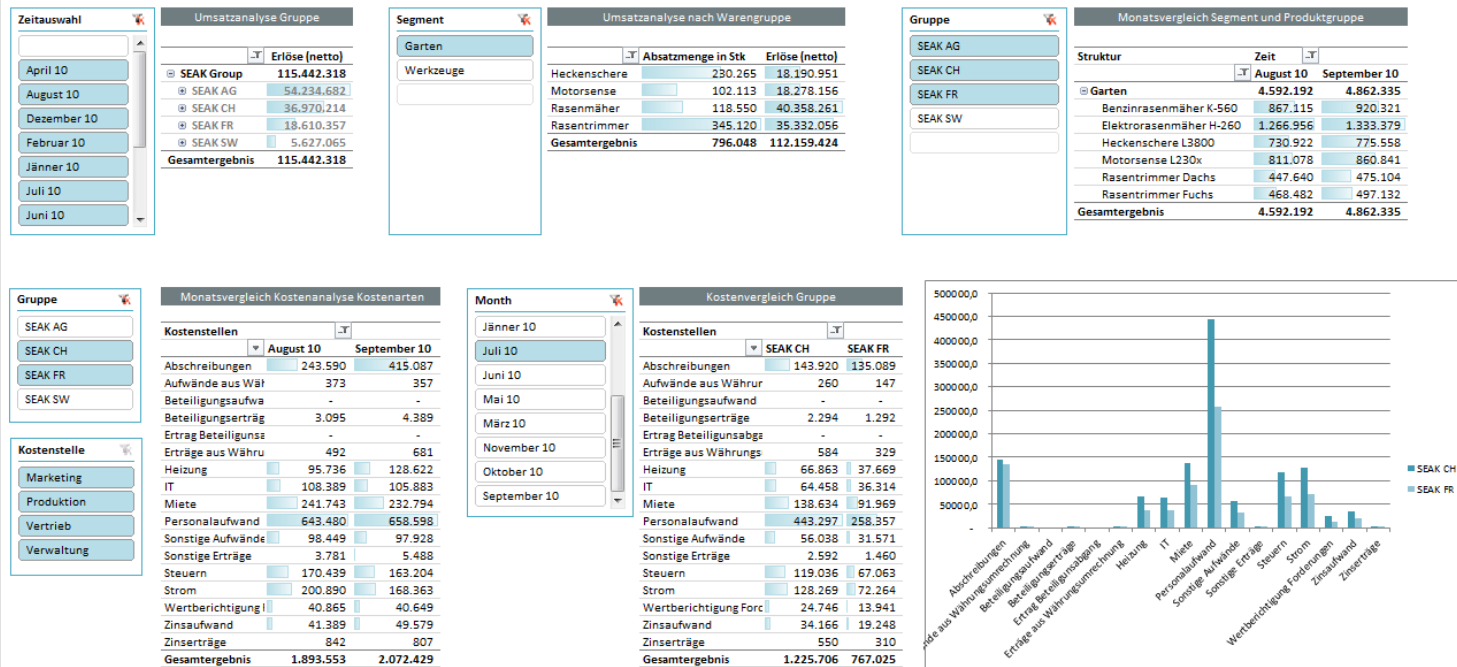 Zeitauswahl
April 10
August 10
Dezember 10
Februar 10
Jänner 10
Juli 10
Juni 10
Umsatzanalyse Gruppe
Erlöse (netto)
SEAK Group 115.442.318
SEAK AG 54.234.682
SEAK CH 36.970.214
SEAK FR 18.610.357
SEAK SW 5.627.065
Gesamtergebnis 115.442.318
Segment
Garten
Werkzeuge
Umsatzanalyse nach Warengruppe
Absatzmenge in Stk Erlöse (netto)
Heckenschere 230.265 18.190.951
Motorsense 102.113 18.278.156
Rasenmäher 118.550 40.358.261
Rasentrimmer 345.120 35.332.056
Gesamtergebnis 796.048 112.159.424
Gruppe
SEAK AG
SEAK CH
SEAK FR
SEAK SW
Monatsvergleich Segment und Produktgruppe
Struktur Zeit
August 10 September 10
Garten 4.592.192 4.862.335
Benzinrasenmäher K-560 867.115 920.321
Elektrorasenmäher H-260 1.266.956 1.333.379
Heckenschere L3800 730.922 775.558
Motorsense L230x 811.078 860.841
Rasentrimmer Dachs 447.640 475.104
Rasentrimmer Fuchs 468.482 497.132
Gesamtergebnis 4.592.192 4.862.335
Gruppe
SEAK AG
SEAK CH
SEAK FR
SEAK SW
Kostenstelle
Marketing
Produktion
Vertrieb
Verwaltung
Monatsvergleich Kostenanalyse Kostenarten
Kostenstellen
August 10 September 10
Abschreibungen 243.590 415.087
Aufwände aus Wäh 373 357
Beteiligungsaufwa - -
Beteiligungserträg 3.095 4.389
Ertrag Beteiligunsa - -
Erträge aus Währu 492 681
Heizung 95.736 128.622
IT 108.389 105.883
Miete 241.743 232.794
Personalaufwand 643.480 658.598
Sonstige Aufwände 98.449 97.928
Sonstige Erträge 3.781 5.488
Steuern 170.439 163.204
Strom 200.890 168.363
Wertberichtigung 40.865 40.649
Zinsaufwand 41.389 49.579
Zinserträge 842 807
Gesamtergebnis 1.893.553 2.072.429
Month
Jänner 10
Juli 10
Juni 10
Mai 10
März 10
November 10
Oktober 10
September 10
Kostenvergleich Gruppe
Kostenstellen
SEAK CH SEAK FR
Abschreibungen 143.920 135.089
Aufwände aus Währur 260 147
Beteiligungsaufwand - -
Beteiligungserträge 2.294 1.292
Ertrag Beteiligunsabga - -
Erträge aus Währungs 584 329
Heizung 66.863 37.669
IT 64.458 36.314
Miete 138.634 91.969
Personalaufwand 443.297 258.357
Sonstige Aufwände 56.038 31.571
Sonstige Erträge 2.592 1.460
Steuern 119.036 67.063
Strom 128.269 72.264
Wertberichtigung Forc 24.746 13.941
Zinsaufwand 34.166 19.248
Zinserträge 550 310
Gesamtergebnis 1.225.706 767.025
500000,0
450000,0
400000,0
350000,0
300000,0
250000,0
200000,0
150000,0
100000,0
50000,0
-
Abschreibungen
nde aus Währungsumrechnung
Beteiligungsaufwand
Beteiligungserträge
Ertrag Beteiligunsabgang
Erträge aus Währungsumrechnung
Heizung
IT
Miete
Personalaufwand
Sonstige Aufwände
Sonstige Erträge
Steuern
Strom
Wertberichtigung Forderungen
Zinsaufwand
Zinserträge
SEAK CH
SEAK FR